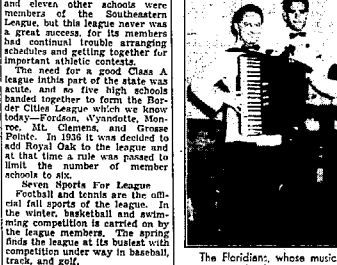 and eleven other schools were
members of the Southeastern
League, but this league never was
a great success, for its members
had continual trouble arranging
schedules and getting together for
important athletic contests.
The need for a good Class A
league inthis part of the state was
acute, and so five high schools
banded together to form the Bor-
der Cities League which we know
today—Fordson, Wyandotte, Mon-
roe, Mt. Clemens, and Grosse
Pointe. In 1936 it was decided to
add Royal Oak to the league and
at that time a rule was passed to
limit the number of member
schools to six.
Seven Sports For League
Football and tennis are the offi-
cial fall sports of the league. In
the winter, basketball and swim-
ming competition is carried on by
the league members. The spring
finds the league at its busiest with
competition under way in baseball,
track, and golf.
The Floridians, whose music